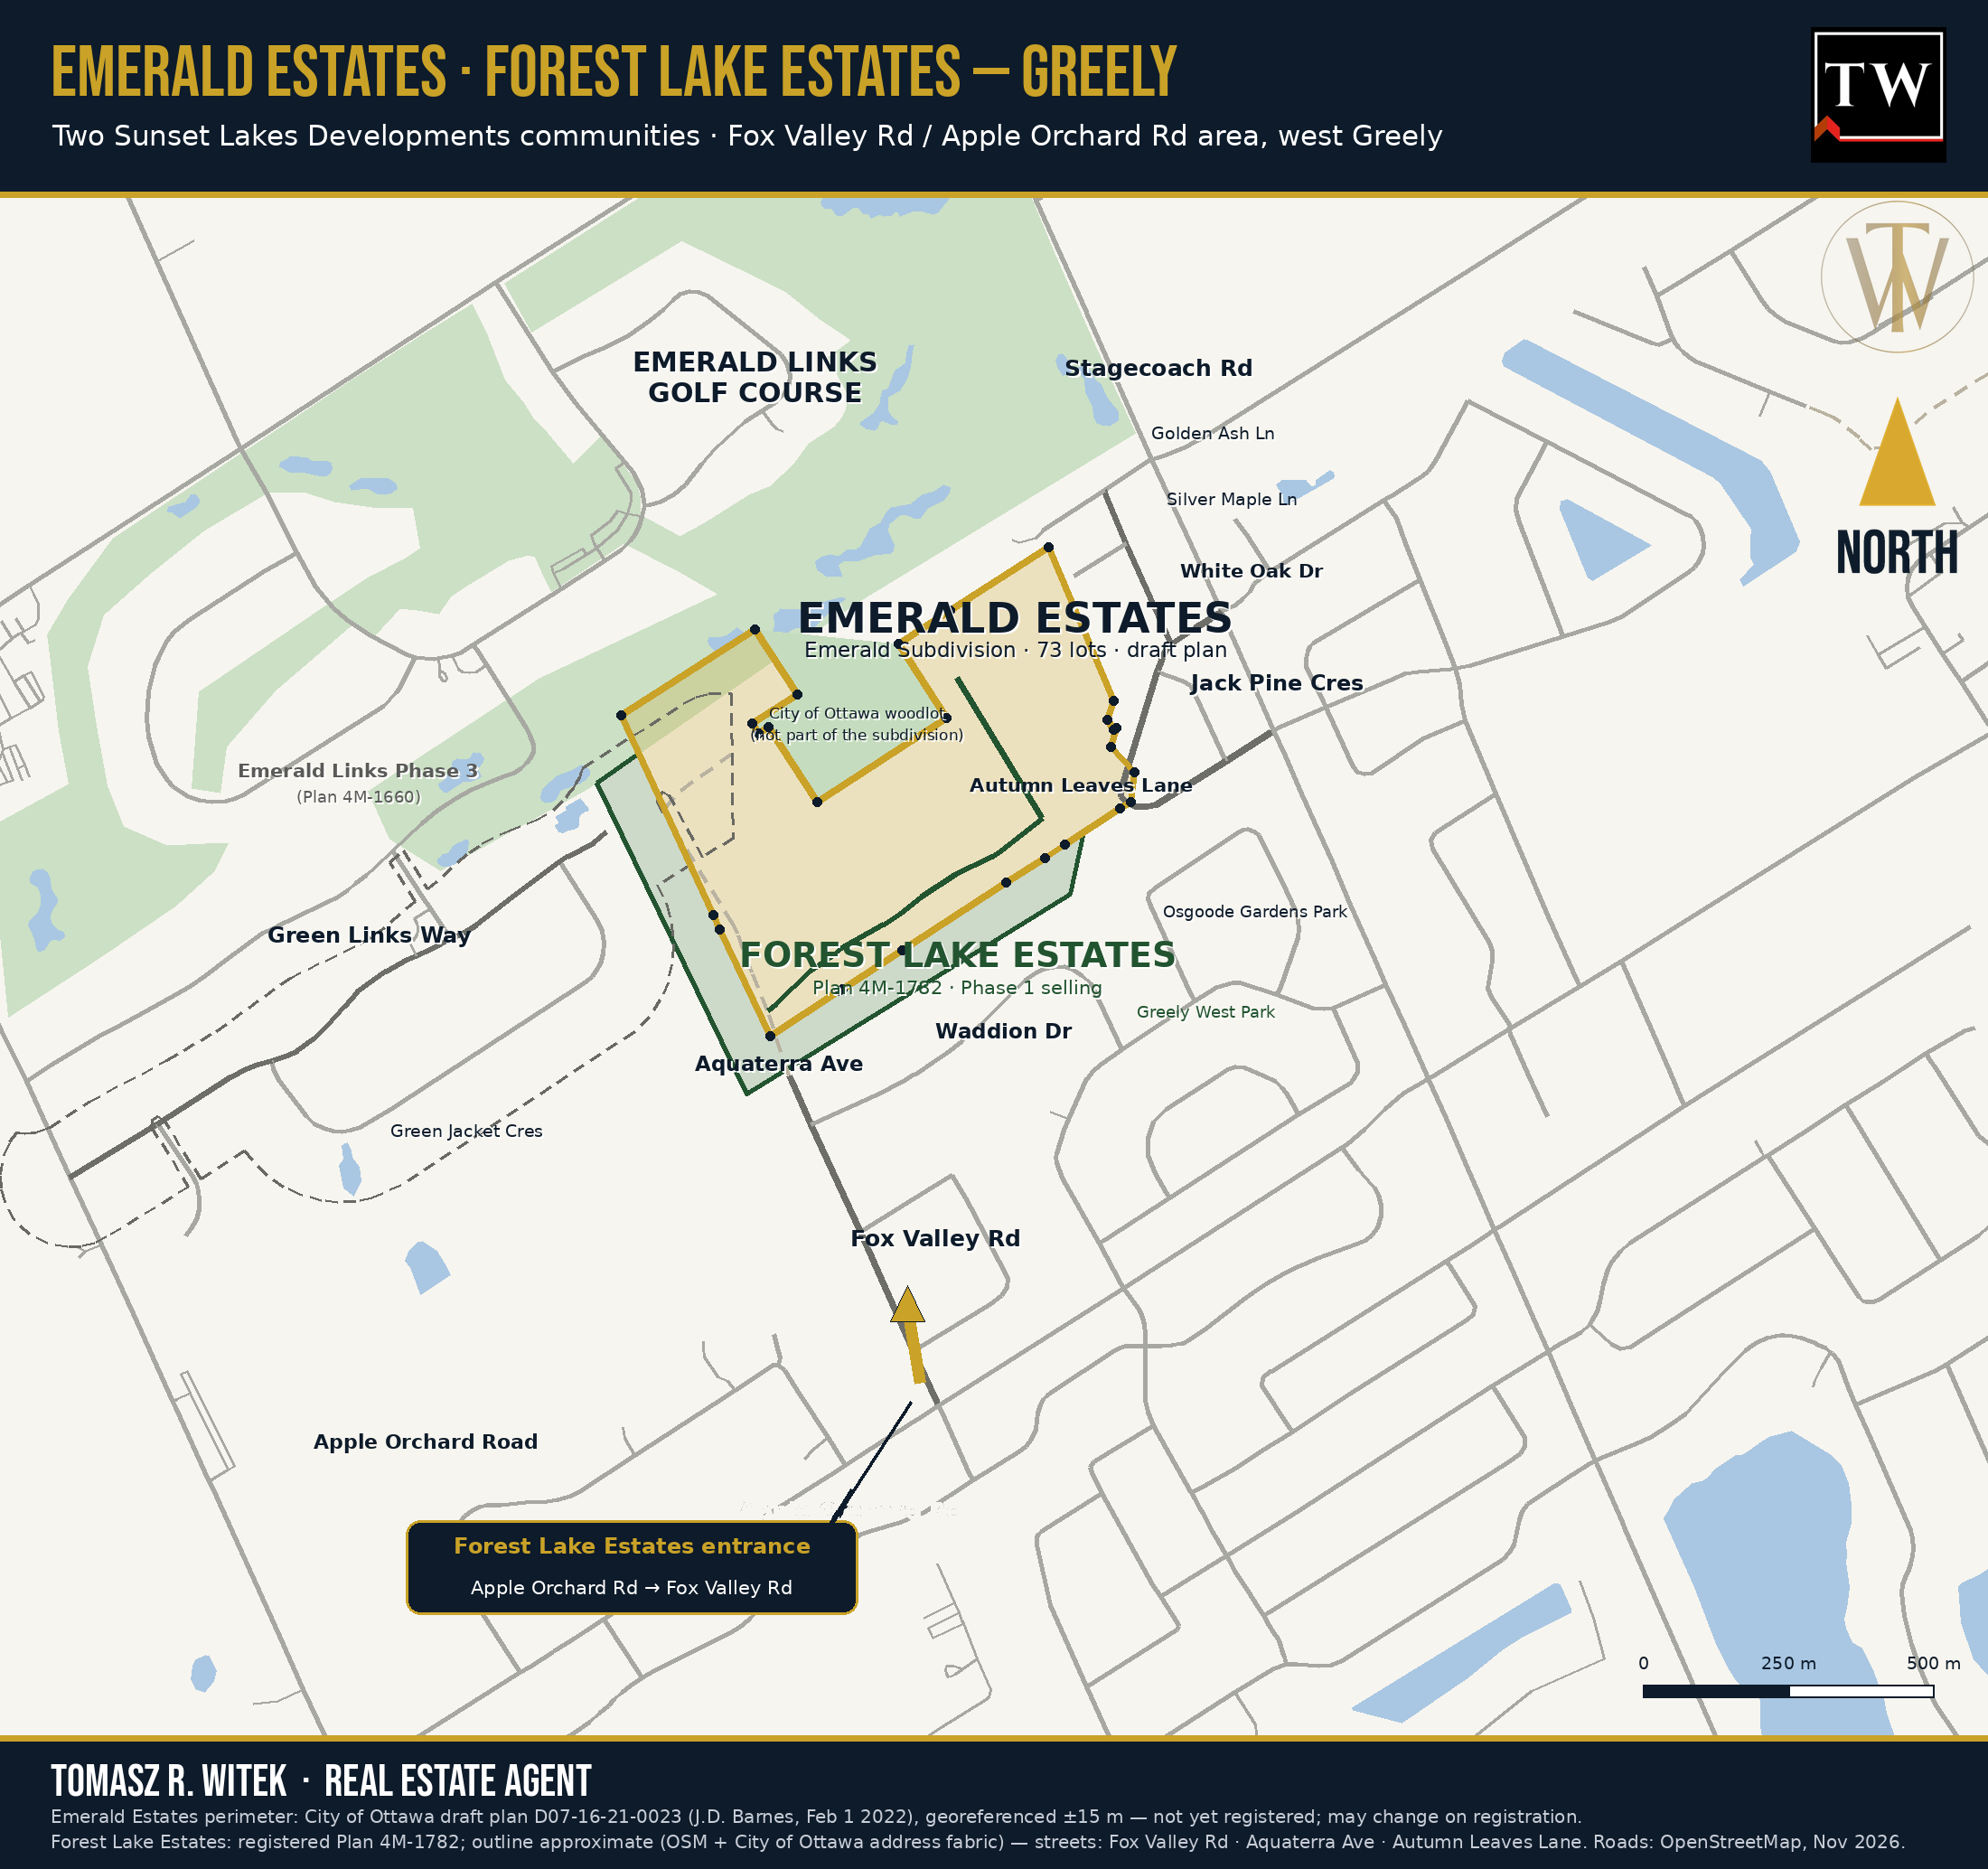 EMERALD ESTATES · FOREST LAKE ESTATES — GREELY
Two Sunset Lakes Developments communities · Fox Valley Rd / Apple Orchard Rd area, west Greely
TW
TW
EMERALD LINKS
GOLF COURSE
Stagecoach Rd
Golden Ash Ln
Silver Maple Ln
NORTH
White Oak Dr
EMERALD ESTATES
Emerald Subdivision · 73 lots · draft plan
Jack Pine Cres
City of Ottawa woodlot
(not part of the subdivision)
Emerald Links Phase 3
(Plan 4M-1660)
Autumn Leaves Lane
Osgoode Gardens Park
Green Links Way
FOREST LAKE ESTATES
Plan 4M-1782 · Phase 1 selling
Greely West Park
Waddion Dr
Aquaterra Ave
Green Jacket Cres
Fox Valley Rd
Apple Orchard Road
Forest Lake Estates entrance
Apple Orchard Rd → Fox Valley Rd
0 250 m 500 m
TOMASZ R. WITEK · REAL ESTATE AGENT
Emerald Estates perimeter: City of Ottawa draft plan D07-16-21-0023 (J.D. Barnes, Feb 1 2022), georeferenced ±15 m — not yet registered; may change on registration.
Forest Lake Estates: registered Plan 4M-1782; outline approximate (OSM + City of Ottawa address fabric) — streets: Fox Valley Rd · Aquaterra Ave · Autumn Leaves Lane. Roads: OpenStreetMap, Nov 2026.